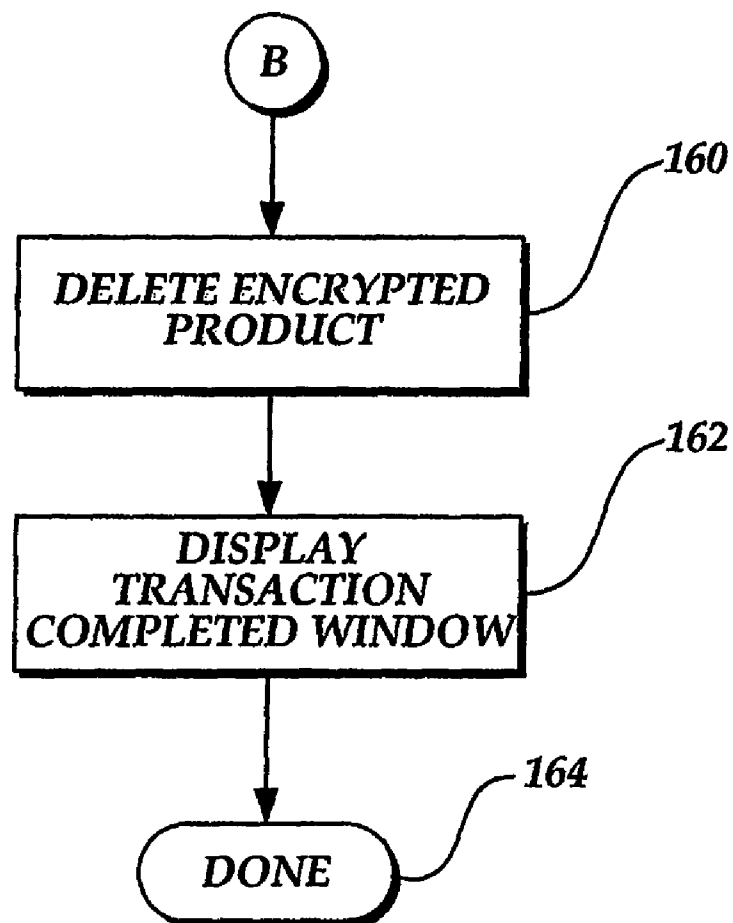 B
160
DELETE ENCRYPTED
PRODUCT
162
DISPLAY
TRANSACTION
COMPLETED WINDOW
164
DONE